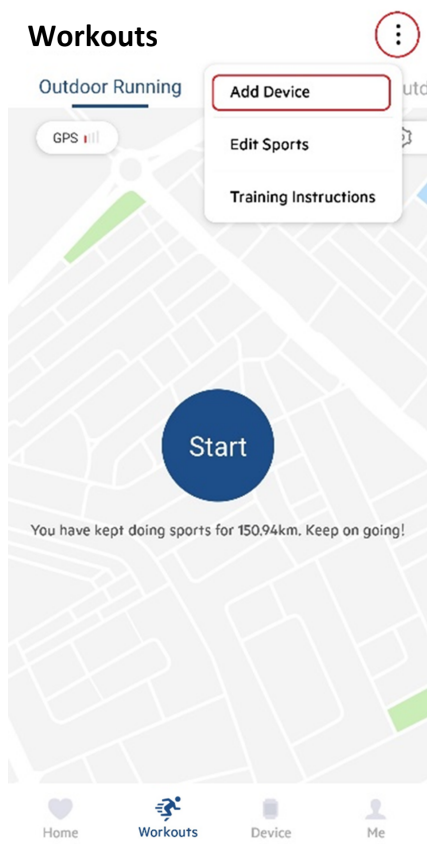 Workouts
Outdoor Running
Add Device
GPS
Edit Sports
Training Instructions
Start
You have kept doing sports for 150.94km. Keep on going!
Home
Workouts
Device
Me